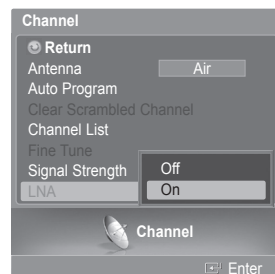 Channel
Return
Antenna Air
Auto Program
Clear Scrambled Channel
Channel List
Fine Tune
Signal Strength Off
LNA On
Channel
Enter